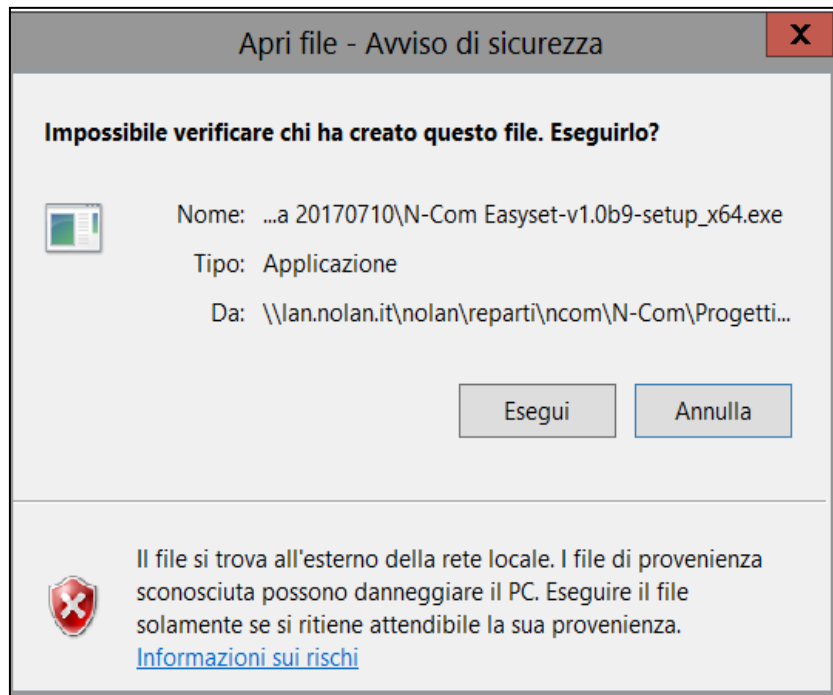 Apri file - Avviso di sicurezza
X
Impossibile verificare chi ha creato questo file. Eseguirlo?
Nome: ...a 20170710\N-Com Easyset-v1.0b9-setup_x64.exe
Tipo: Applicazione
Da: \\lan.nolan.it\nolan\reparti\ncom\N-Com\Progetti...
Esegui Annulla
Il file si trova all'esterno della rete locale. I file di provenienza
sconosciuta possono danneggiare il PC. Eseguire il file
solamente se si ritiene attendibile la sua provenienza.
Informazioni sui rischi